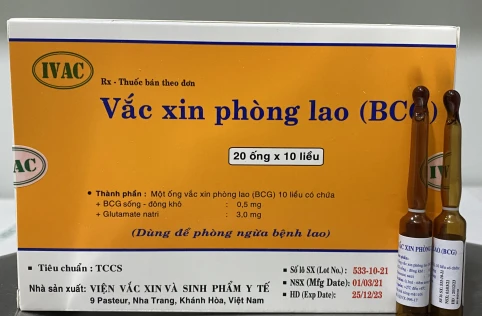 IVAC
Rx - Thuốc bán theo đơn
Vắc xin phòng lao (BCG)
20 ống x 10 liều
VAC
• Thành phần : Một ống vắc xin phòng lao (BCG) 10 liều có chứa
+ BCG sống - đông khô : 0,5 mg
+ Glutamate natri : 3,0 mg
(Dùng để phòng ngừa bệnh lao)
• Tiêu chuẩn : TCCS
Nhà sản xuất: VIỆN VẮC XIN VÀ SINH PHẨM Y TẾ
9 Pasteur, Nha Trang, Khánh Hòa, Việt Nam
• Số lô SX (Lot No.) : 533-10-21
• NSX (Mfg Date): 01/03/21
• HD (Exp Date): 25/12/23
IV
VẮC XIN PHÒNG LAO (BCG)